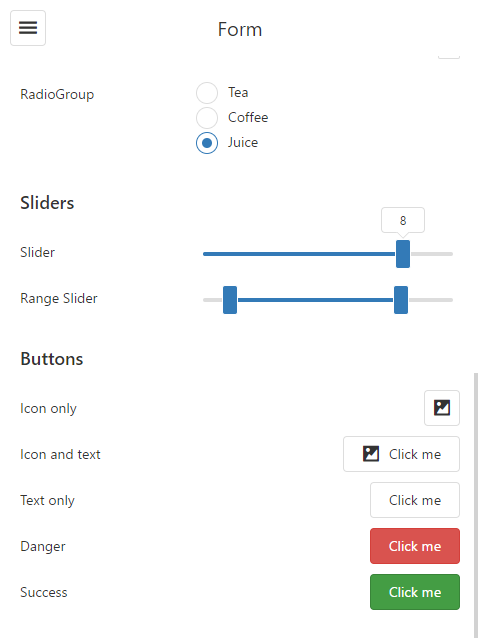 Form
RadioGroup
Tea
Coffee
Juice
Sliders
8
Slider
Range Slider
Buttons
Icon only
Icon and text Click me
Text only Click me
Danger Click me
Success Click me